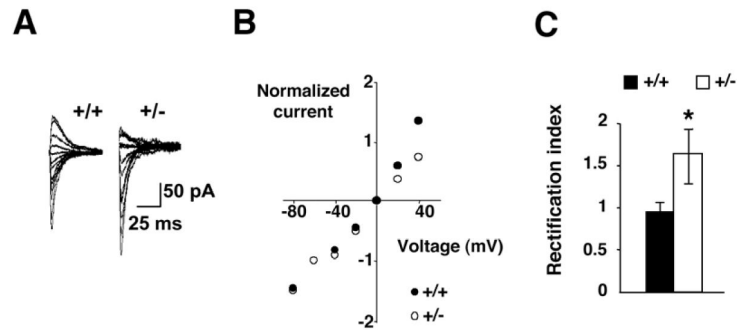 A
+/+ +/-
50 pA
25 ms
B
Normalized
current
2
1
-1
-2
-80 -40 40
Voltage (mV)
+/+
+/-
C
+/+ +/-
Rectification index
2
1.5
1
0.5
0
*